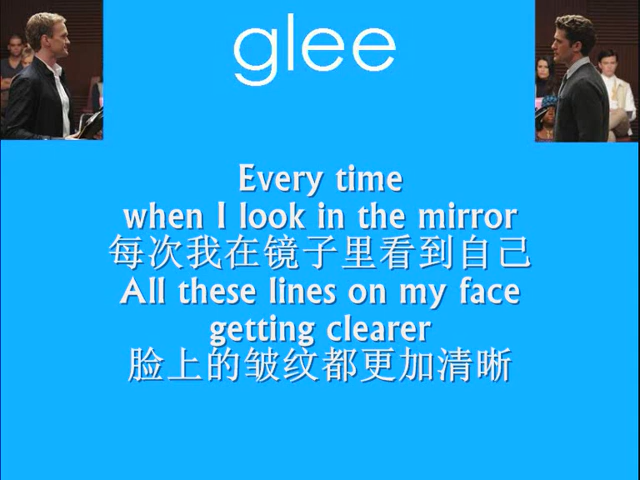 glee
Every time
when I look in the mirror
每次我在镜子里看到自己
All these lines on my face
getting clearer
脸上的皱纹都更加清晰